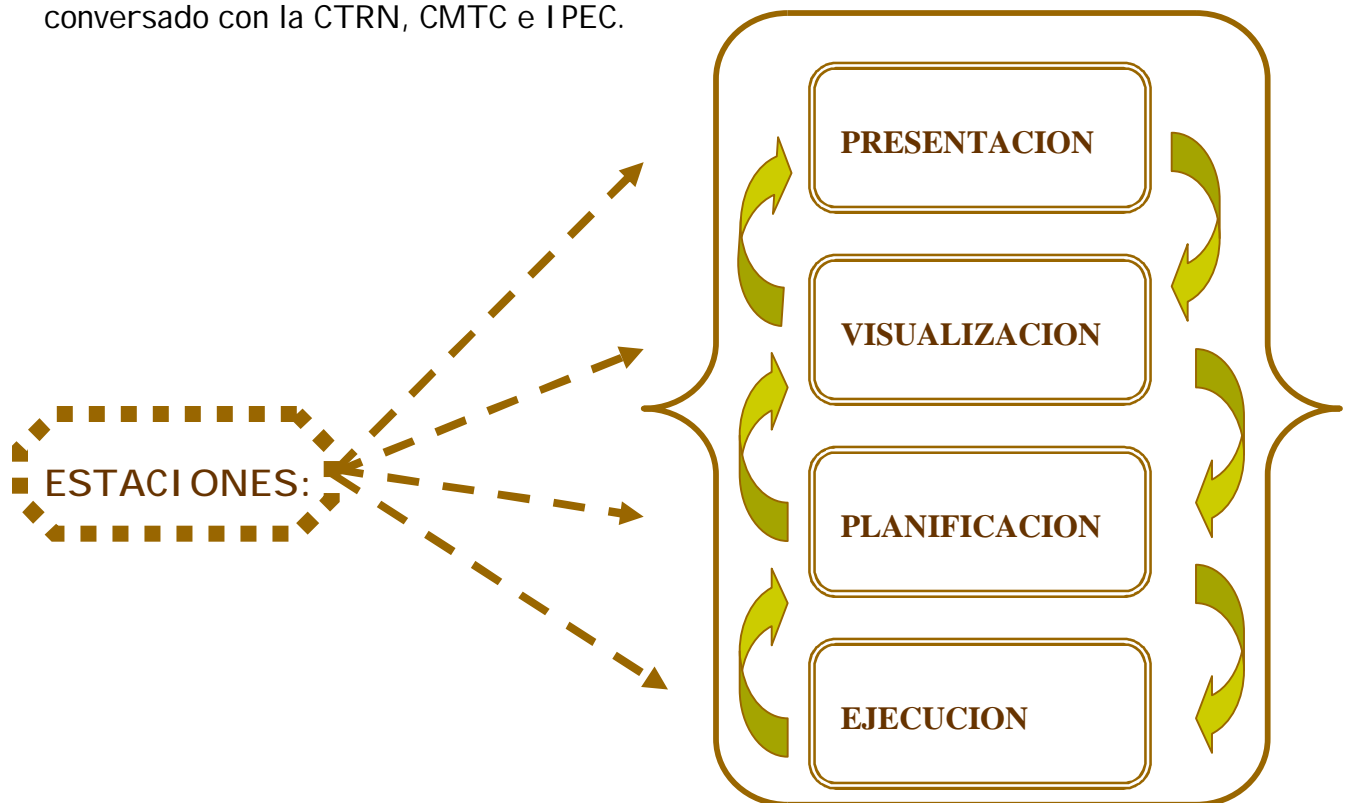 conversado con la CTRN, CMTC e IPEC.
PRESENTACION
VISUALIZACION
ESTACIONES:
PLANIFICACION
EJECUCION